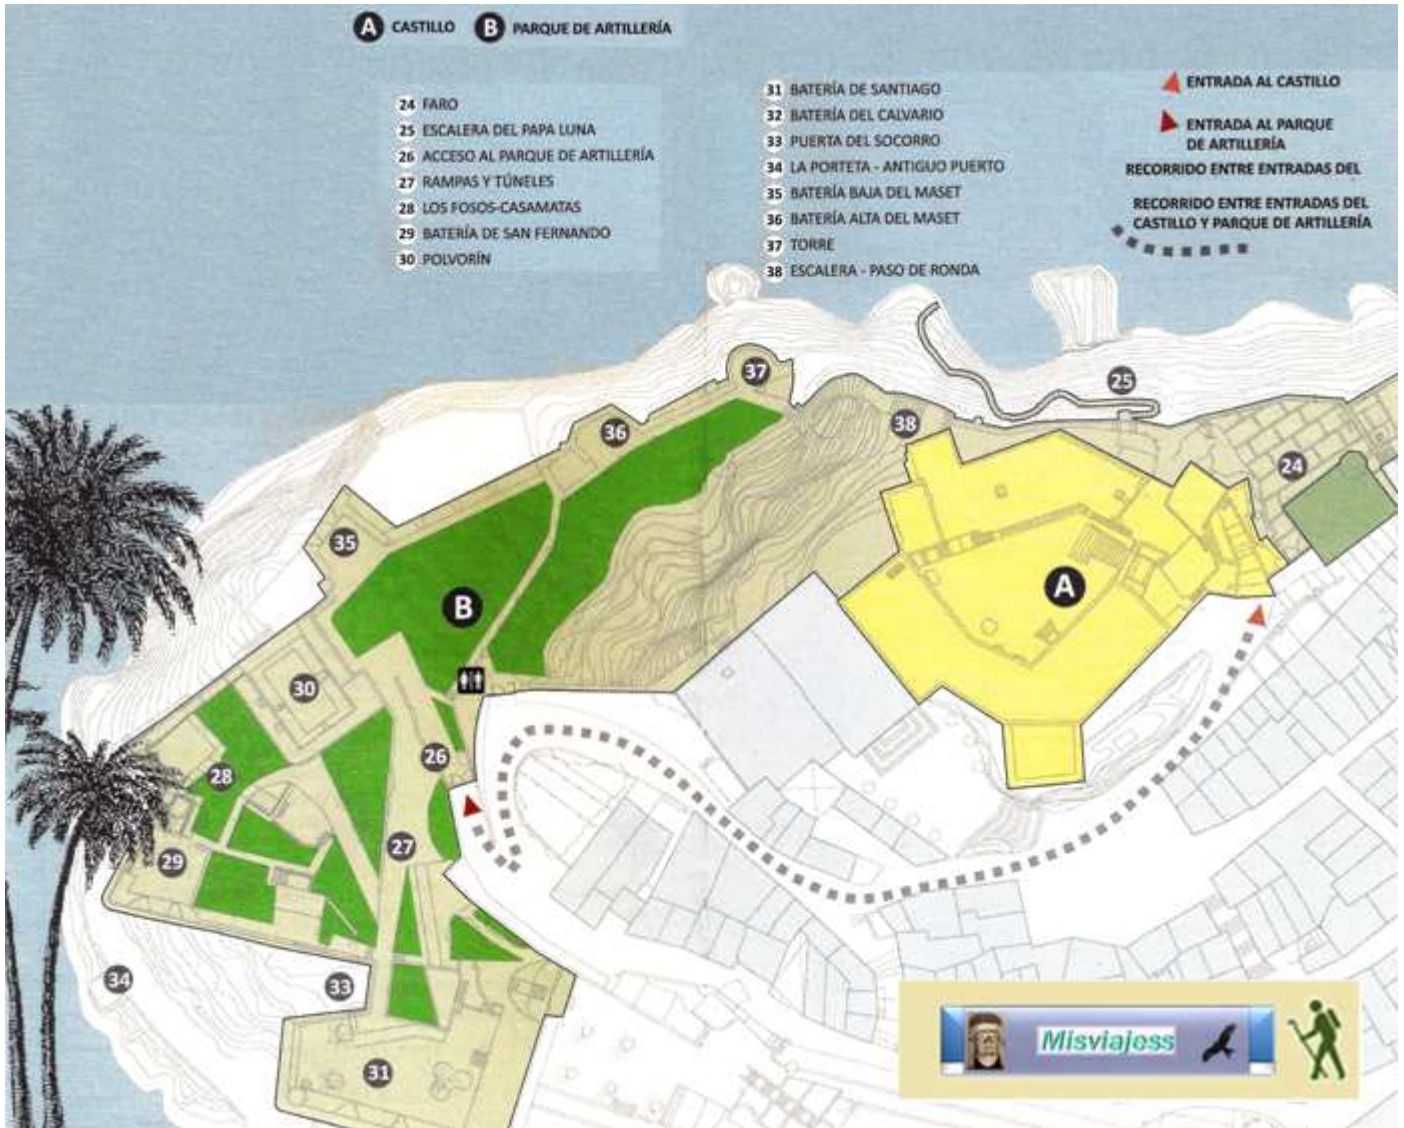 A CASTILLO B PARQUE DE ARTILLERÍA
24 FARO
25 ESCALERA DEL PAPA LUNA
26 ACCESO AL PARQUE DE ARTILLERÍA
27 RAMPAS Y TÚNELES
28 LOS FOSOS-CASAMATAS
29 BATERÍA DE SAN FERNANDO
30 POLVORÍN
31 BATERÍA DE SANTIAGO
32 BATERÍA DEL CALVARIO
33 PUERTA DEL SOCORRO
34 LA PORTETA - ANTIGUO PUERTO
35 BATERÍA BAJA DEL MASET
36 BATERÍA ALTA DEL MASET
37 TORRE
38 ESCALERA - PASO DE RONDA
ENTRADA AL CASTILLO
ENTRADA AL PARQUE
DE ARTILLERÍA
RECORRIDO ENTRE ENTRADAS DEL
RECORRIDO ENTRE ENTRADAS DEL
CASTILLO Y PARQUE DE ARTILLERÍA
37
25
36
38
24
35
A
B
30
26
28
27
29
34
33
31
Misviajess